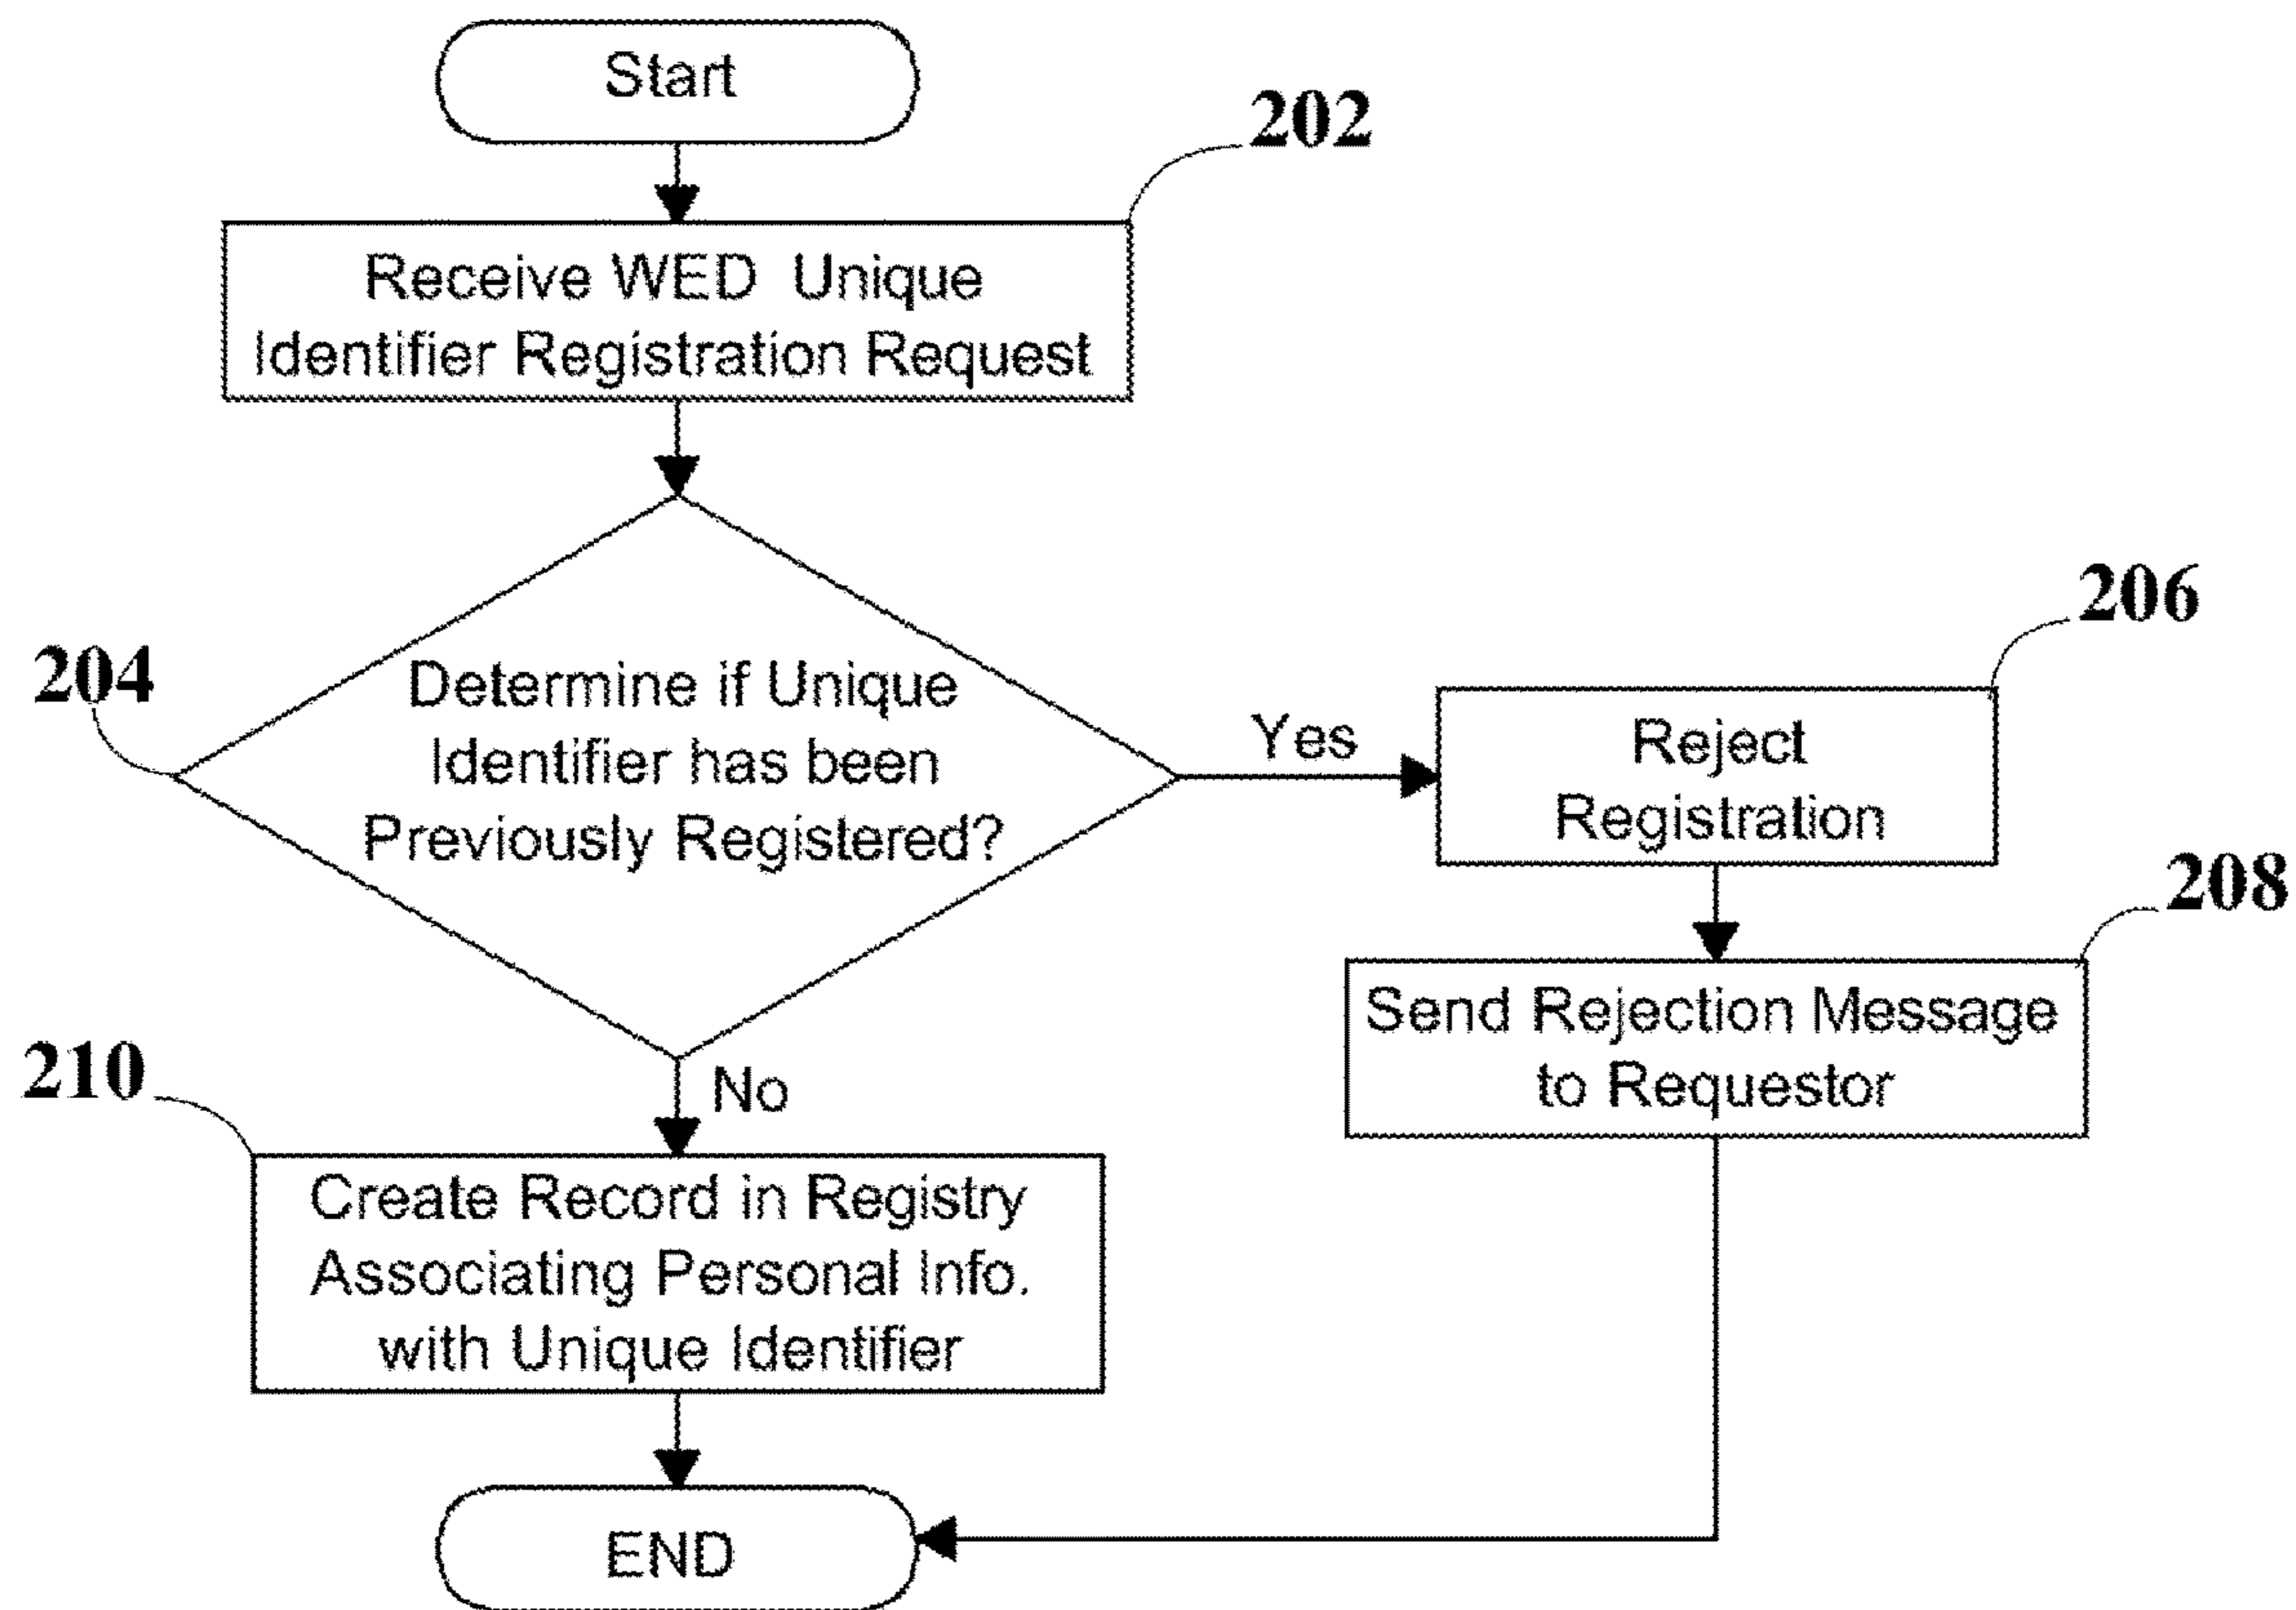 Start
202
Receive WED Unique
Identifier Registration Request
204
Determine if Unique
Identifier has been
Previously Registered?
Yes
206
Reject
Registration
208
Send Rejection Message
to Requestor
No
210
Create Record in Registry
Associating Personal Info.
with Unique Identifier
END